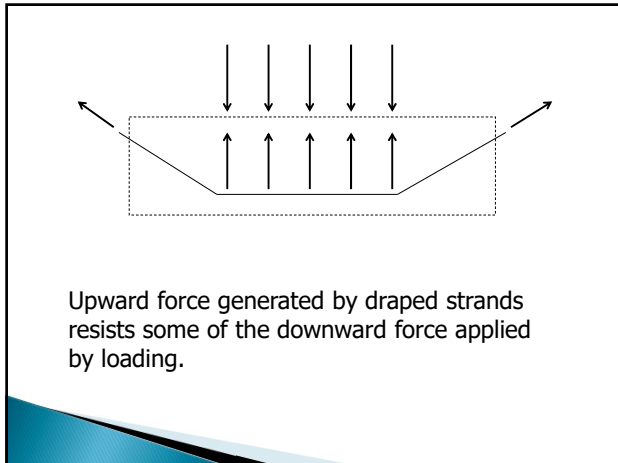 Upward force generated by draped strands
resists some of the downward force applied
by loading.